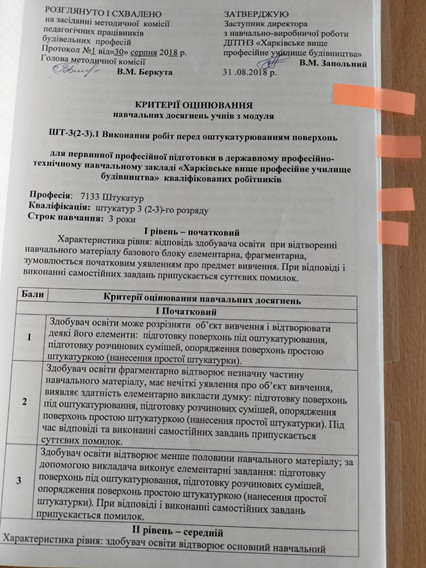 РОЗГЛЯНУТО І СХВАЛЕНО
на засіданні методичної комісії
педагогічних працівників
будівельних професій
Протокол №1 від«30» серпня 2018 р.
Голова методичної комісії
В.М. Беркута
ЗАТВЕРДЖУЮ
Заступник директора
з навчально-виробничої роботи
ДПТНЗ «Харківське вище
професійне училище будівництва»
В.М. Запольний
31 .08.2018 р.
КРИТЕРІЇ ОЦІНЮВАННЯ
навчальних досягнень учнів з модуля
ШТ-3(2-3).1 Виконання робіт перед оштукатурюванням поверхонь
для первинної професійної підготовки в державному професійно-
технічному навчальному закладі «Харківське вище професійне училище
будівництва» кваліфікованих робітників
Професія: 7133 Штукатур
Кваліфікація: штукатур 3 (2-3)-го розряду
Строк навчання: 3 роки
І рівень – початковий
Характеристика рівня: відповідь здобувача освіти при відтворенні
навчального матеріалу базового блоку елементарна, фрагментарна,
зумовлюється початковим уявленням про предмет вивчення. При відповіді і
виконанні самостійних завдань припускається суттєвих помилок.
Бали
Критерії оцінювання навчальних досягнень
І Початковий
1
Здобувач освіти може розрізняти об’єкт вивчення і відтворювати
деякі його елементи: підготовку поверхонь під оштукатурювання,
підготовку розчинових сумішей, опорядження поверхонь простою
штукатуркою (нанесення простої штукатурки).
2
Здобувач освіти фрагментарно відтворює незначну частину
навчального матеріалу, має нечіткі уявлення про об’єкт вивчення,
виявляє здатність елементарно викласти думку: підготовку поверхонь
під оштукатурювання, підготовку розчинових сумішей, опорядження
поверхонь простою штукатуркою (нанесення простої штукатурки). Під
час відповіді та виконанні самостійних завдань припускається
суттєвих помилок.
3
Здобувач освіти відтворює менше половини навчального матеріалу; за
допомогою викладача виконує елементарні завдання: підготовку
поверхонь під оштукатурювання, підготовку розчинових сумішей,
опорядження поверхонь простою штукатуркою (нанесення простої
штукатурки). При відповіді і виконанні самостійних завдань
припускається помилок.
ІІ рівень – середній
Характеристика рівня: здобувач освіти відтворює основний навчальний